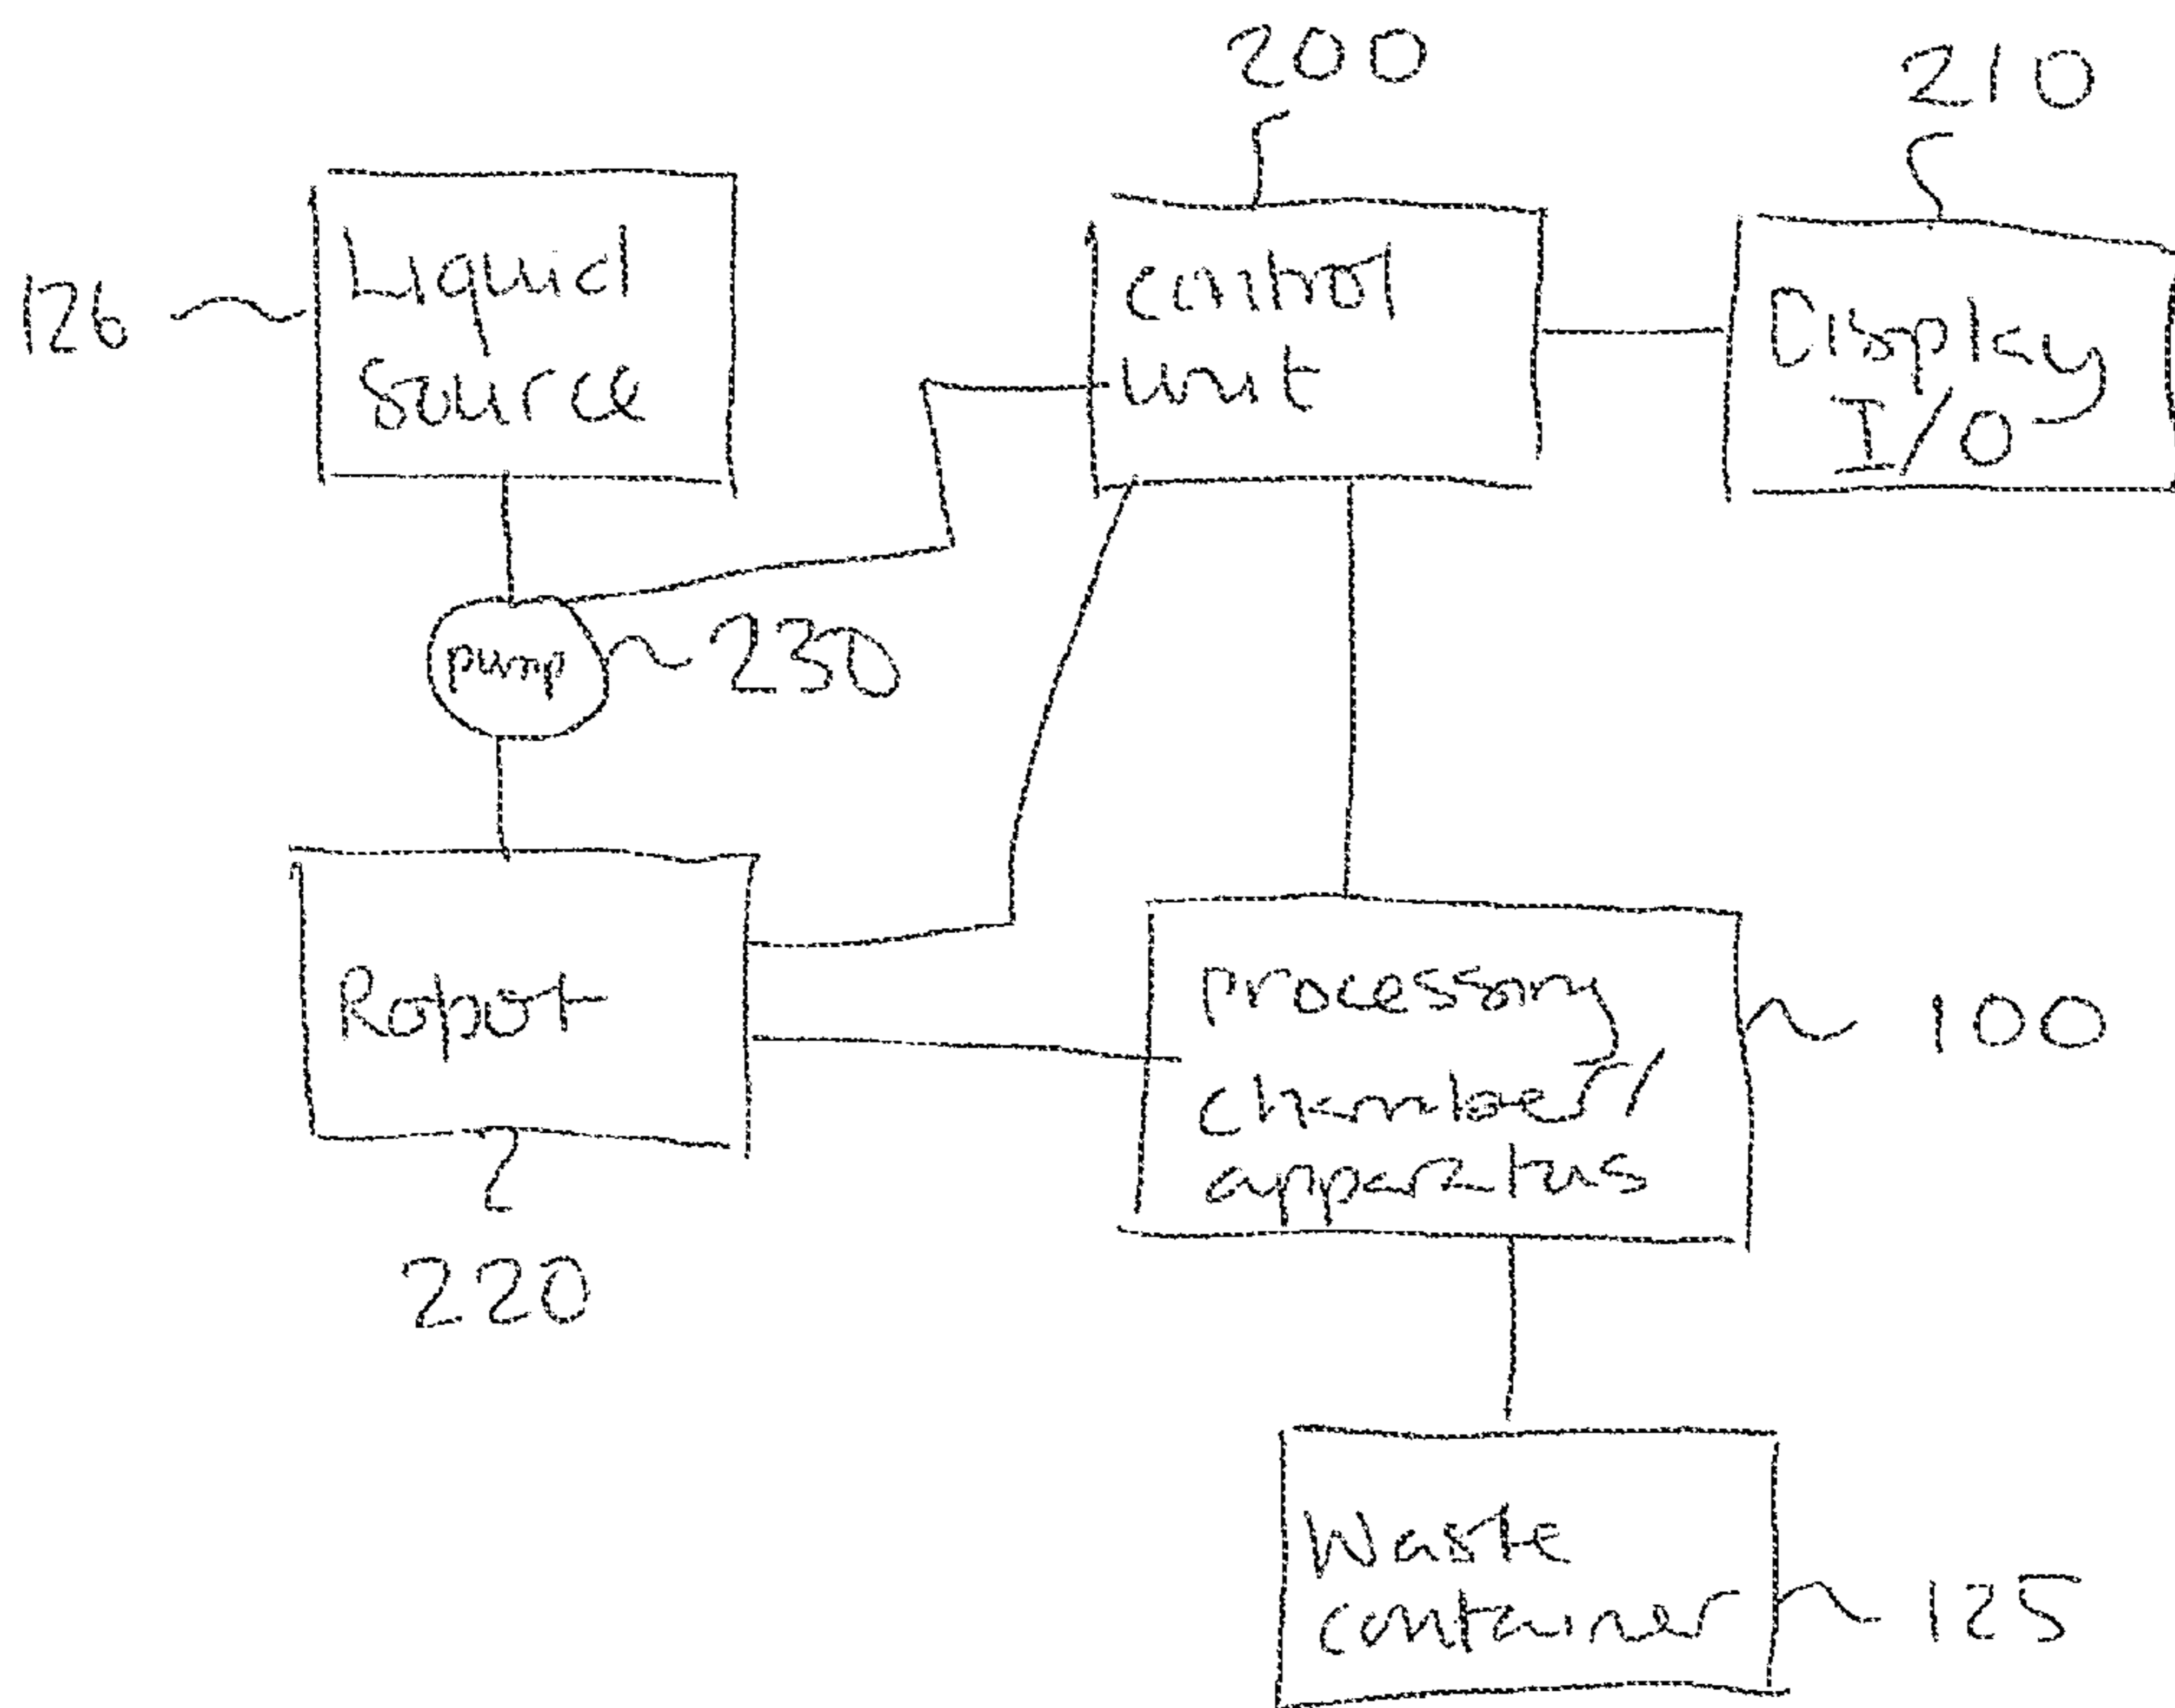 200
210
126
Liquid
Source
control
unit
Display
I/O
pump
230
Robot
220
processing
chamber/
apparatus
100
Waste
container
125